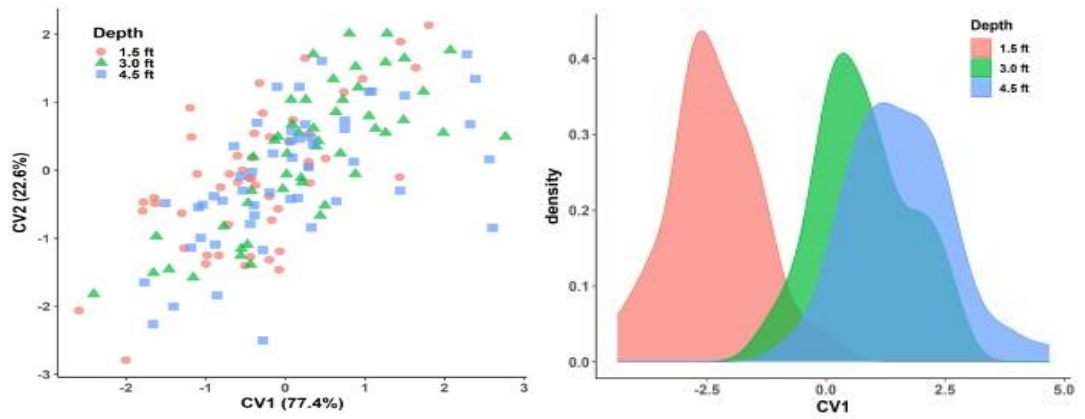 Depth
1.5 ft
3.0 ft
4.5 ft
2
1
0
-1
-2
-3
CV2 (22.6%)
-2
-1
0
1
2
3
CV1 (77.4%)
Depth
1.5 ft
3.0 ft
4.5 ft
0.4
0.3
0.2
0.1
0.0
density
-2.5
0.0
2.5
5.0
CV1